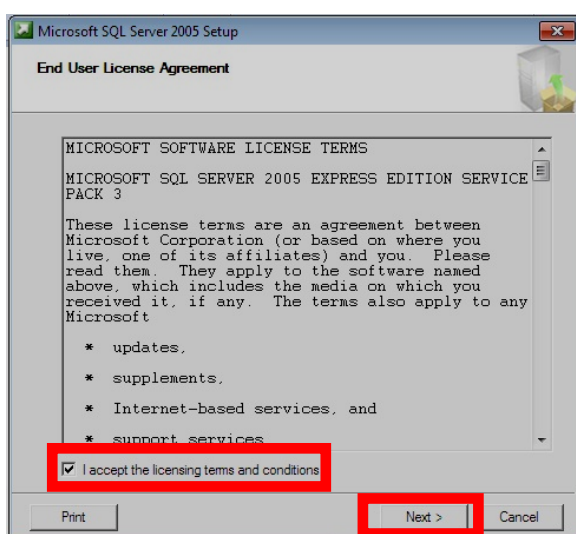 Microsoft SQL Server 2005 Setup
End User License Agreement
MICROSOFT SOFTWARE LICENSE TERMS
MICROSOFT SQL SERVER 2005 EXPRESS EDITION SERVICE
PACK 3
These license terms are an agreement between
Microsoft Corporation (or based on where you
live, one of its affiliates) and you.  Please
read them.  They apply to the software named
above, which includes the media on which you
received it, if any.  The terms also apply to any
Microsoft
* updates,
* supplements,
* Internet-based services, and
* support services
I accept the licensing terms and conditions
Print
Next >
Cancel